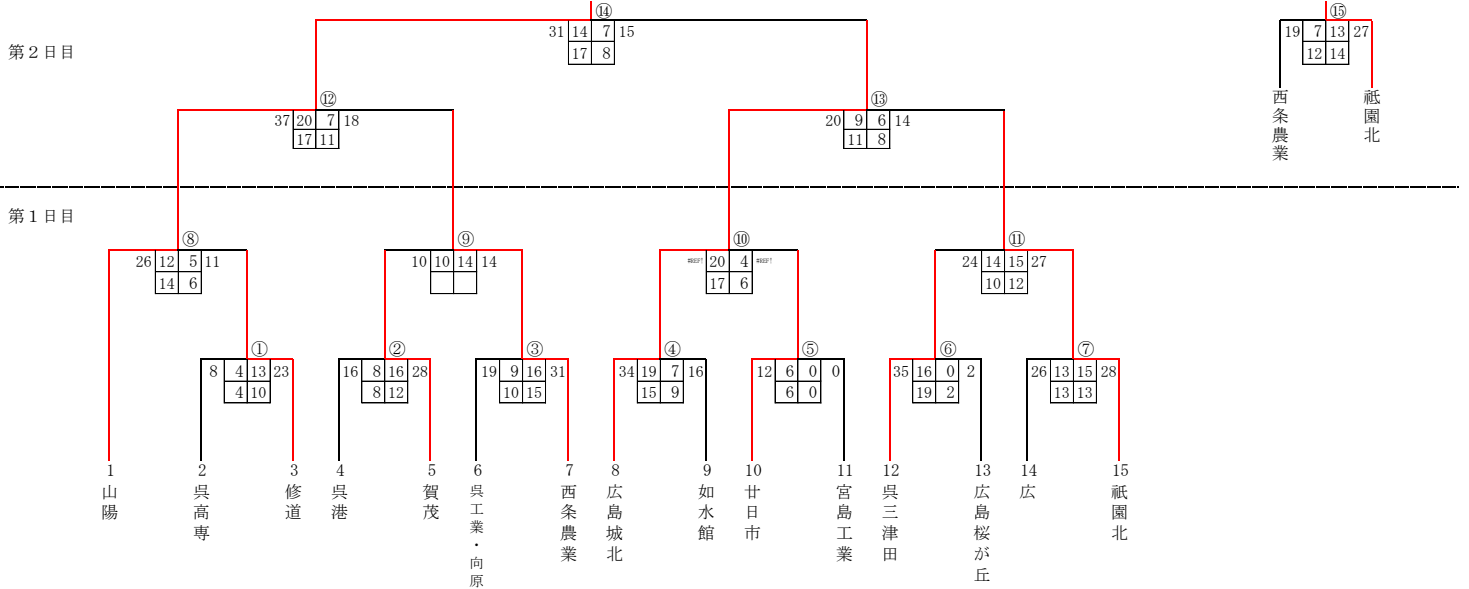 ⑭
31 14 7 15
17 8
⑮
19 7 13 27
12 14
第2日目
西条農業
祗園北
⑫
37 20 7 18
17 11
⑬
20 9 6 14
11 8
第1日目
⑧
26 12 5 11
14 6
⑨
10 10 14 14
⑩
#REF! 20 4 #REF!
17 6
⑪
24 14 15 27
10 12
①
8 4 13 23
4 10
②
16 8 16 28
8 12
③
19 9 16 31
10 15
④
34 19 7 16
15 9
⑤
12 6 0 0
6 0
⑥
35 16 0 2
19 2
⑦
26 13 15 28
13 13
1 山陽
2 呉高専
3 修道
4 呉港
5 賀茂
6 呉工業・向原
7 西条農業
8 広島城北
9 如水館
10 廿日市
11 宮島工業
12 呉三津田
13 広島桜が丘
14 広
15 祇園北